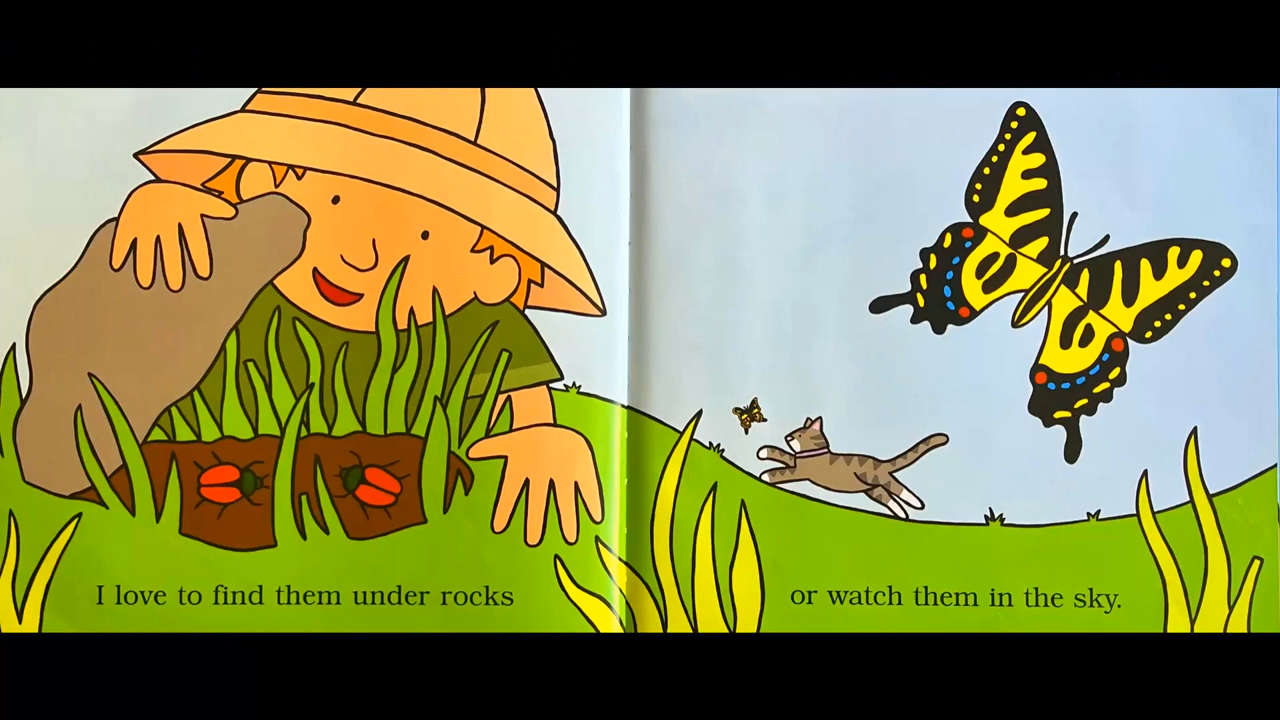 I love to find them under rocks
or watch them in the sky.